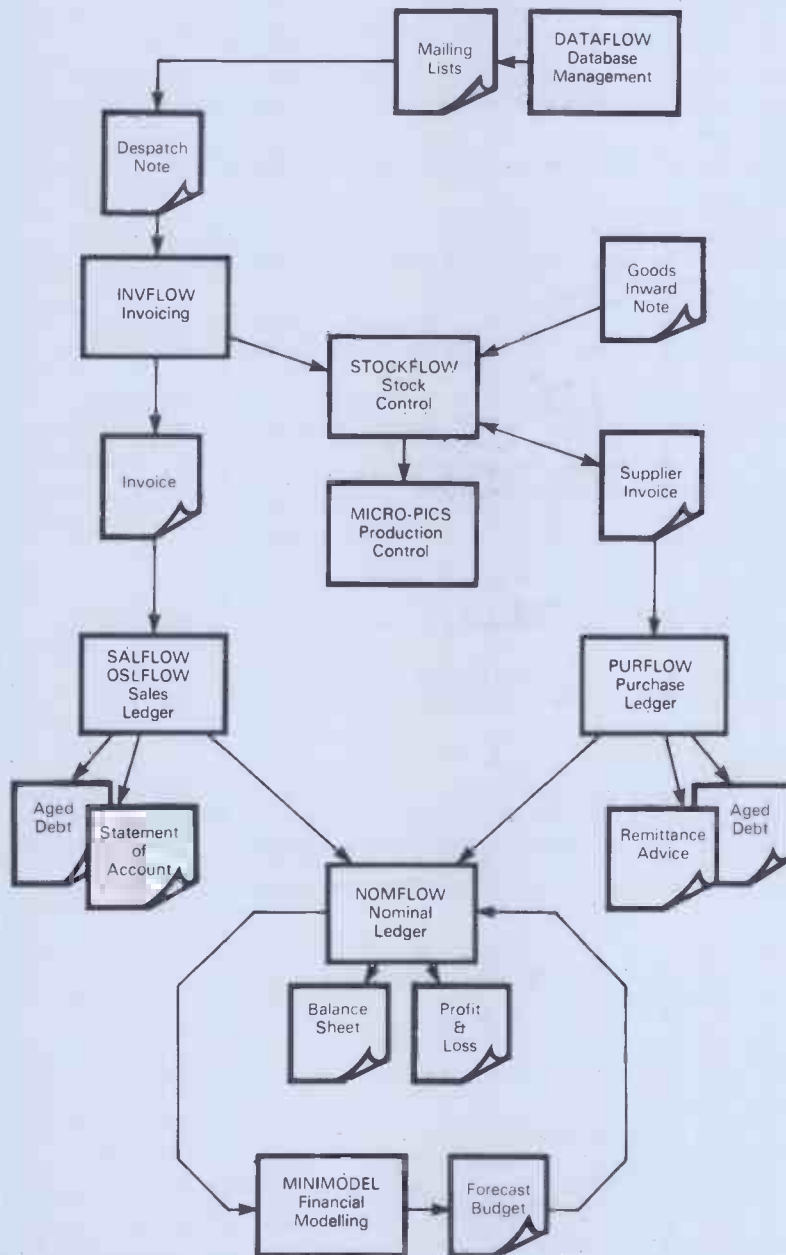 Mailing
Lists
DATAFLOW
Database
Management
Despatch
Note
INVFLOW
Invoicing
Goods
Inward
Note
STOCKFLOW
Stock
Control
Invoice
Supplier
Invoice
MICRO-PICS
Production
Control
SALFLOW
OSLFLOW
Sales
Ledger
PURFLOW
Purchase
Ledger
Aged
Debt
Statement
of
Account
Remittance
Advice
Aged
Debt
NOMFLOW
Nominal
Ledger
Balance
Sheet
Profit
&
Loss
MINIMODEL
Financial
Modelling
Forecast
Budget